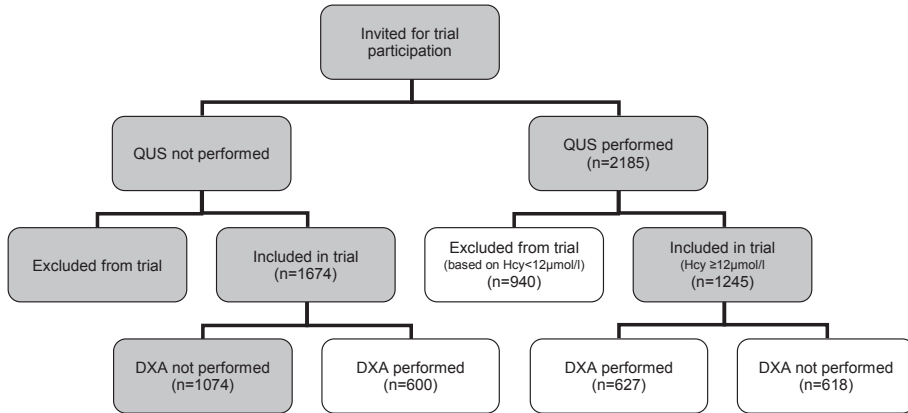 Invited for trial
participation
QUS not performed
QUS performed
(n=2185)
Excluded from trial
Included in trial
(n=1674)
Excluded from trial
(based on Hcy<12μmol/l)
(n=940)
Included in trial
(Hcy ≥12μmol/l
(n=1245)
DXA not performed
(n=1074)
DXA performed
(n=600)
DXA performed
(n=627)
DXA not performed
(n=618)